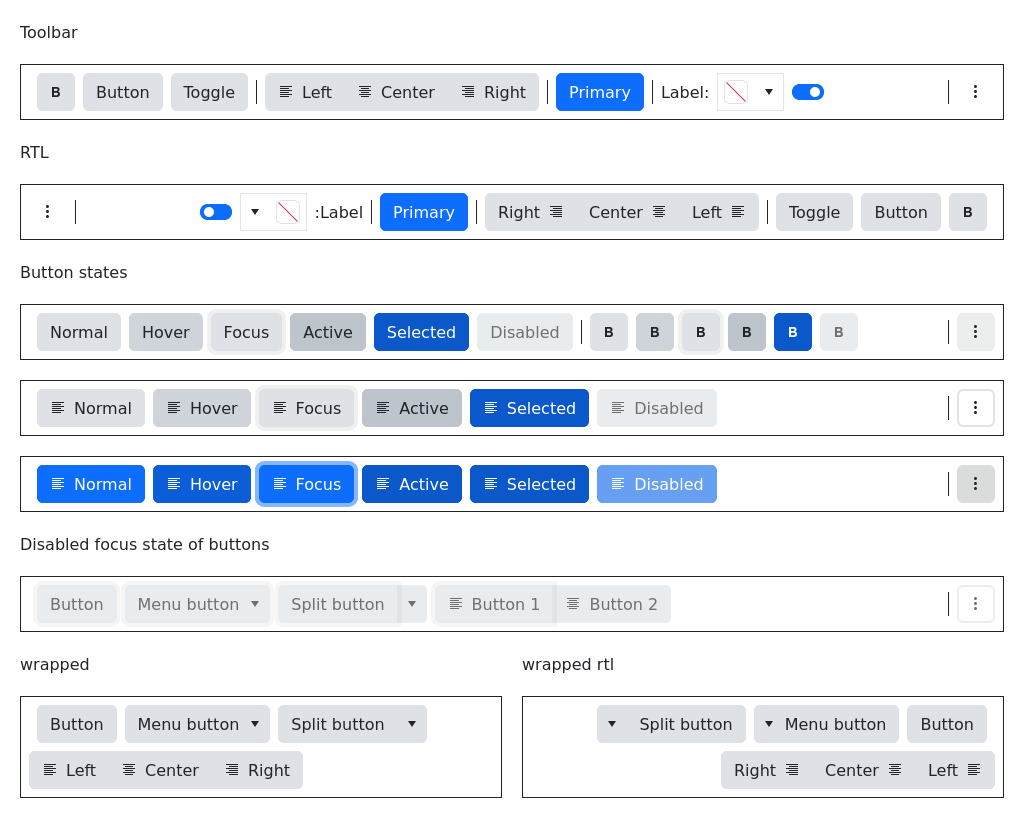 Toolbar
B Button Toggle Left Center Right Primary Label:
RTL
:Label Primary Right Center Left Toggle Button B
Button states
Normal Hover Focus Active Selected Disabled B B B B B B
Normal Hover Focus Active Selected Disabled
Normal Hover Focus Active Selected Disabled
Disabled focus state of buttons
Button Menu button Split button Button 1 Button 2
wrapped
Button Menu button Split button
Left Center Right
wrapped rtl
Split button Menu button Button
Right Center Left